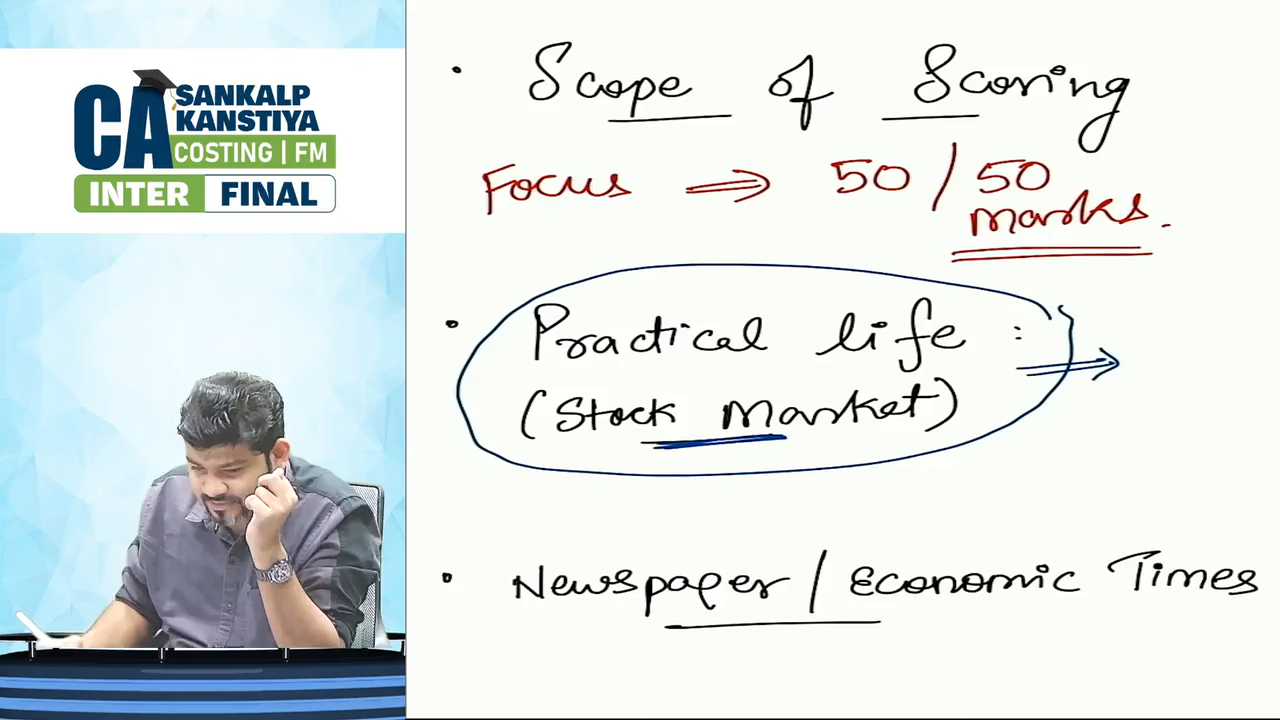 CA SANKALP
KANSTIYA
COSTING | FM
INTER FINAL
• Scope of Scoring
Focus ⇒ 50 / 50
marks.
• Practical life : ⇒
(Stock Market)
• Newspaper / Economic Times